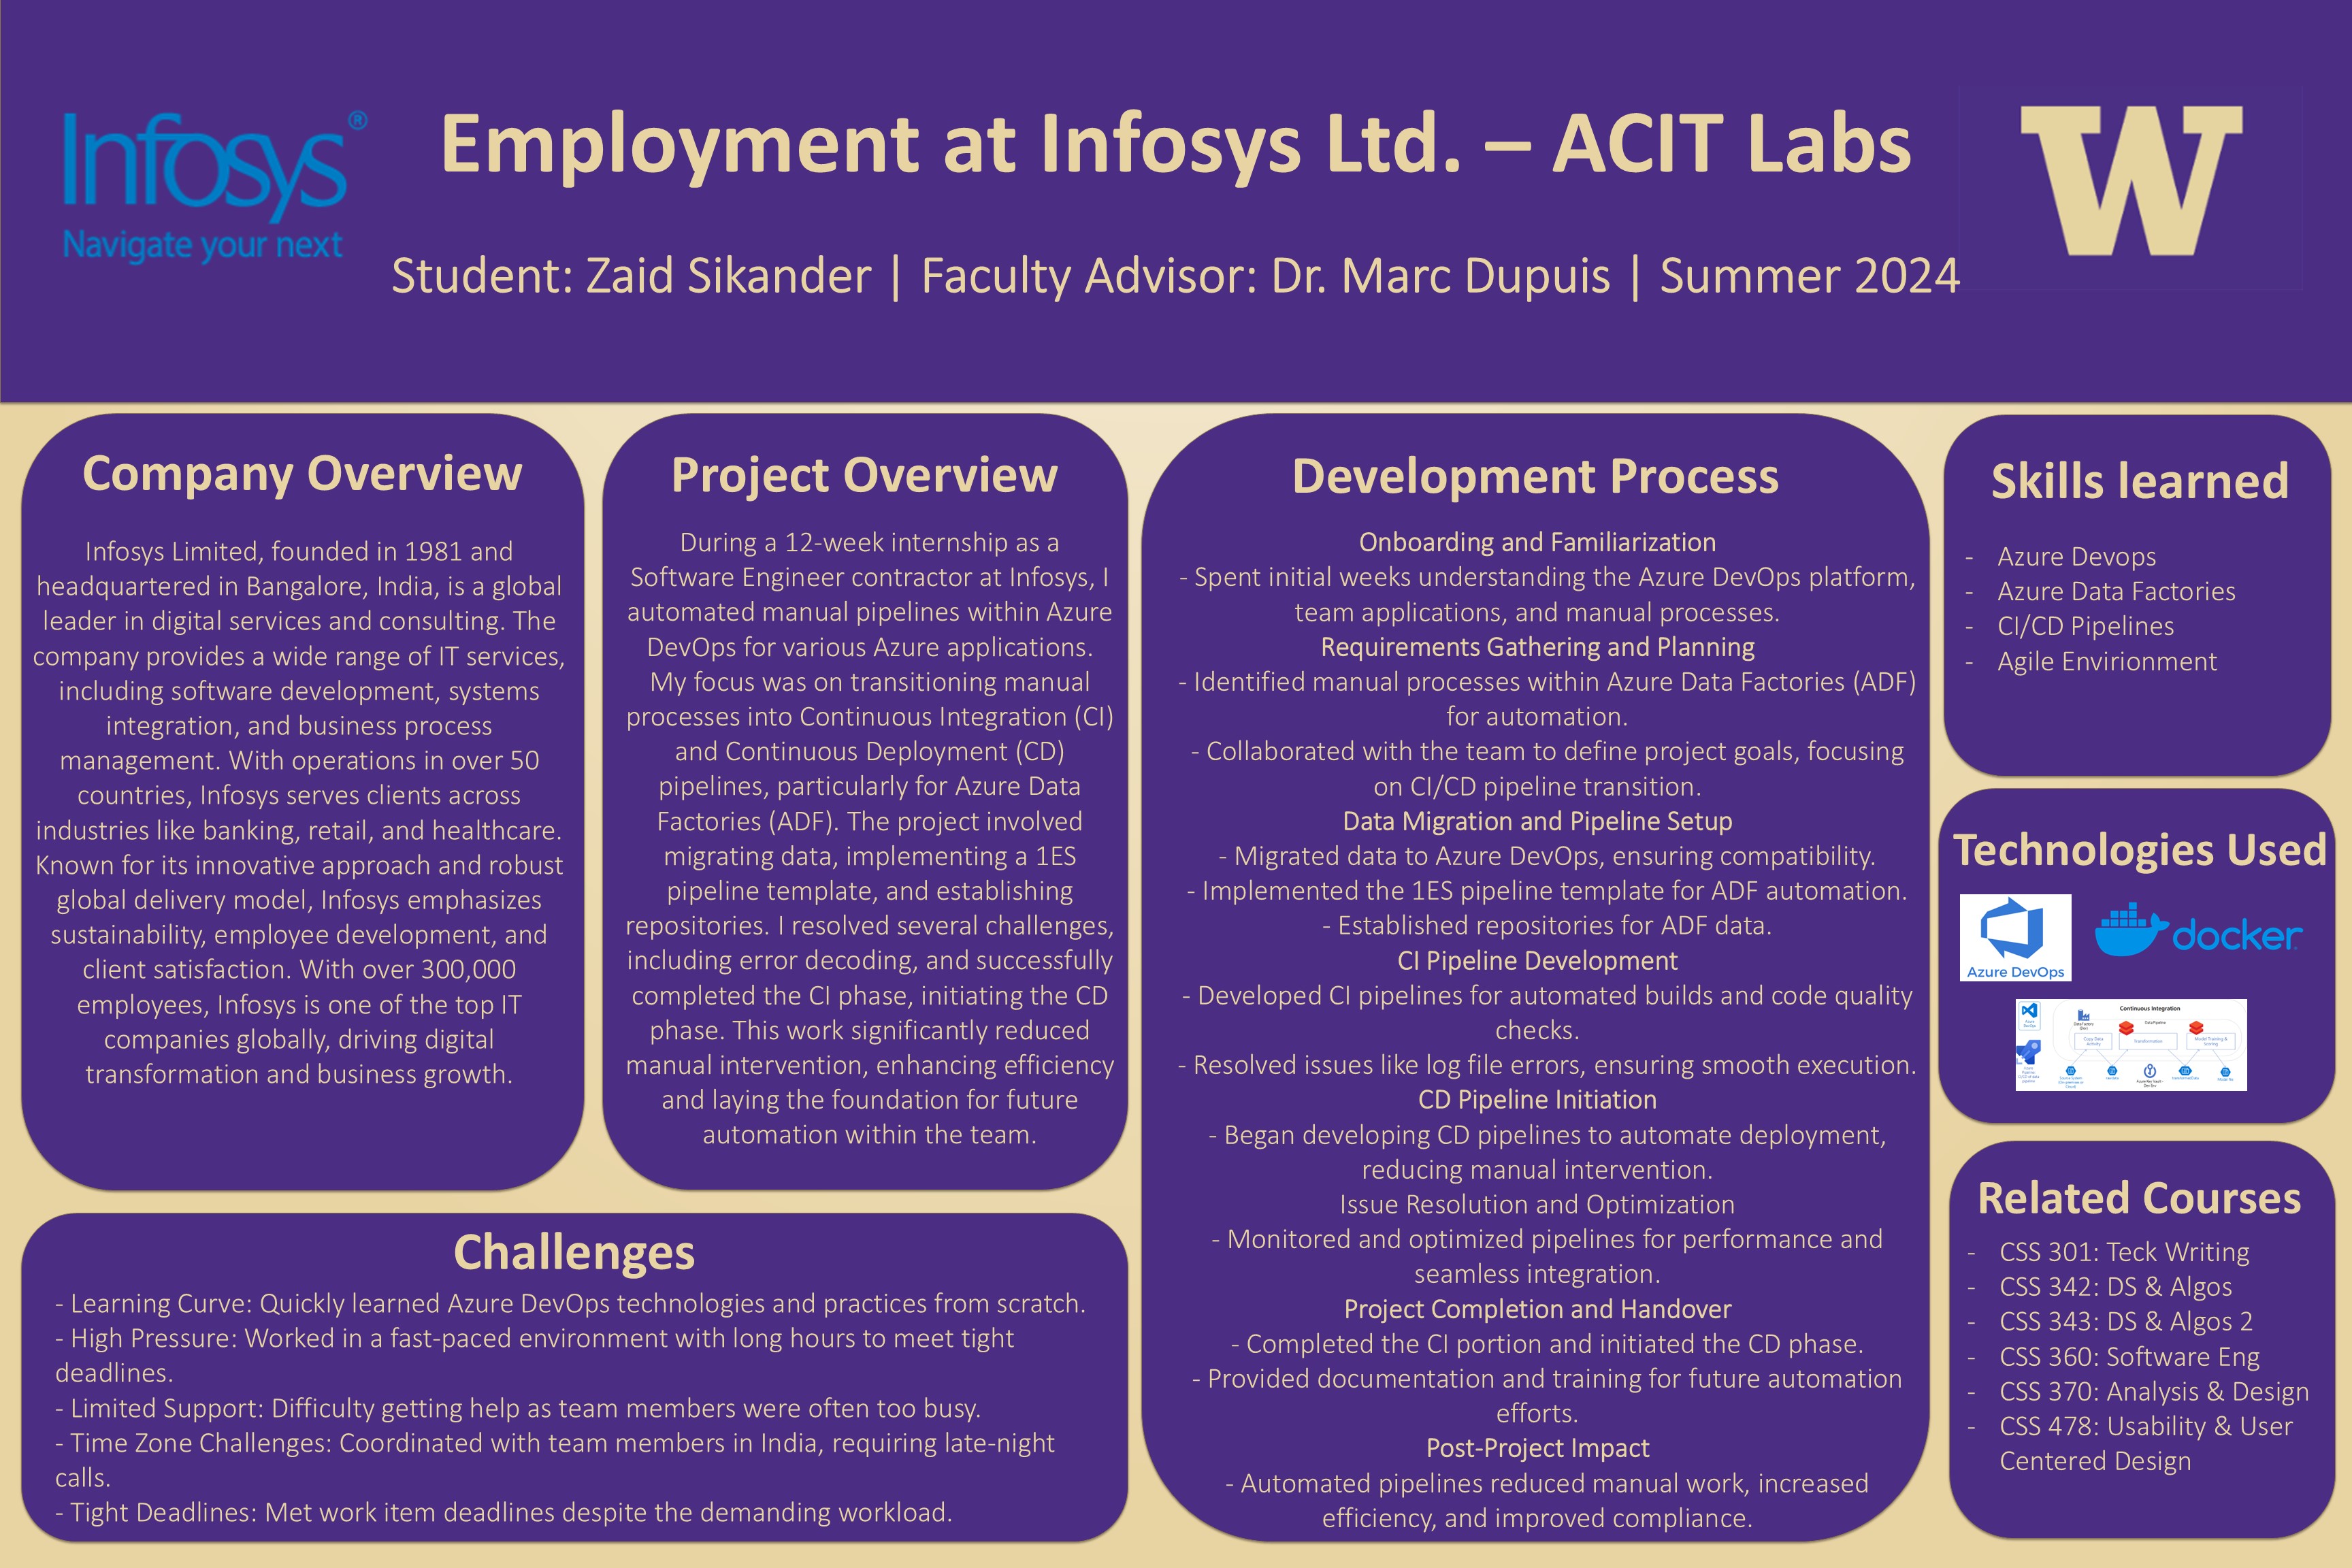 Infosys®
Navigate your next
Employment at Infosys Ltd. – ACIT Labs
Student: Zaid Sikander | Faculty Advisor: Dr. Marc Dupuis | Summer 2024
W
Company Overview
Infosys Limited, founded in 1981 and
headquartered in Bangalore, India, is a global
leader in digital services and consulting. The
company provides a wide range of IT services,
including software development, systems
integration, and business process
management. With operations in over 50
countries, Infosys serves clients across
industries like banking, retail, and healthcare.
Known for its innovative approach and robust
global delivery model, Infosys emphasizes
sustainability, employee development, and
client satisfaction. With over 300,000
employees, Infosys is one of the top IT
companies globally, driving digital
transformation and business growth.
Project Overview
During a 12-week internship as a
Software Engineer contractor at Infosys, I
automated manual pipelines within Azure
DevOps for various Azure applications.
My focus was on transitioning manual
processes into Continuous Integration (CI)
and Continuous Deployment (CD)
pipelines, particularly for Azure Data
Factories (ADF). The project involved
migrating data, implementing a 1ES
pipeline template, and establishing
repositories. I resolved several challenges,
including error decoding, and successfully
completed the CI phase, initiating the CD
phase. This work significantly reduced
manual intervention, enhancing efficiency
and laying the foundation for future
automation within the team.
Challenges
- Learning Curve: Quickly learned Azure DevOps technologies and practices from scratch.
- High Pressure: Worked in a fast-paced environment with long hours to meet tight
deadlines.
- Limited Support: Difficulty getting help as team members were often too busy.
- Time Zone Challenges: Coordinated with team members in India, requiring late-night
calls.
- Tight Deadlines: Met work item deadlines despite the demanding workload.
Development Process
Onboarding and Familiarization
- Spent initial weeks understanding the Azure DevOps platform,
team applications, and manual processes.
Requirements Gathering and Planning
- Identified manual processes within Azure Data Factories (ADF)
for automation.
- Collaborated with the team to define project goals, focusing
on CI/CD pipeline transition.
Data Migration and Pipeline Setup
- Migrated data to Azure DevOps, ensuring compatibility.
- Implemented the 1ES pipeline template for ADF automation.
- Established repositories for ADF data.
CI Pipeline Development
- Developed CI pipelines for automated builds and code quality
checks.
- Resolved issues like log file errors, ensuring smooth execution.
CD Pipeline Initiation
- Began developing CD pipelines to automate deployment,
reducing manual intervention.
Issue Resolution and Optimization
- Monitored and optimized pipelines for performance and
seamless integration.
Project Completion and Handover
- Completed the CI portion and initiated the CD phase.
- Provided documentation and training for future automation
efforts.
Post-Project Impact
- Automated pipelines reduced manual work, increased
efficiency, and improved compliance.
Skills learned
- Azure Devops
- Azure Data Factories
- CI/CD Pipelines
- Agile Envirionment
Technologies Used
Azure DevOps
docker
Continuous Integration
Data Pipeline
Copy Data
Activity
Transformation
Model Training &
Scoring
Related Courses
- CSS 301: Teck Writing
- CSS 342: DS & Algos
- CSS 343: DS & Algos 2
- CSS 360: Software Eng
- CSS 370: Analysis & Design
- CSS 478: Usability & User
Centered Design